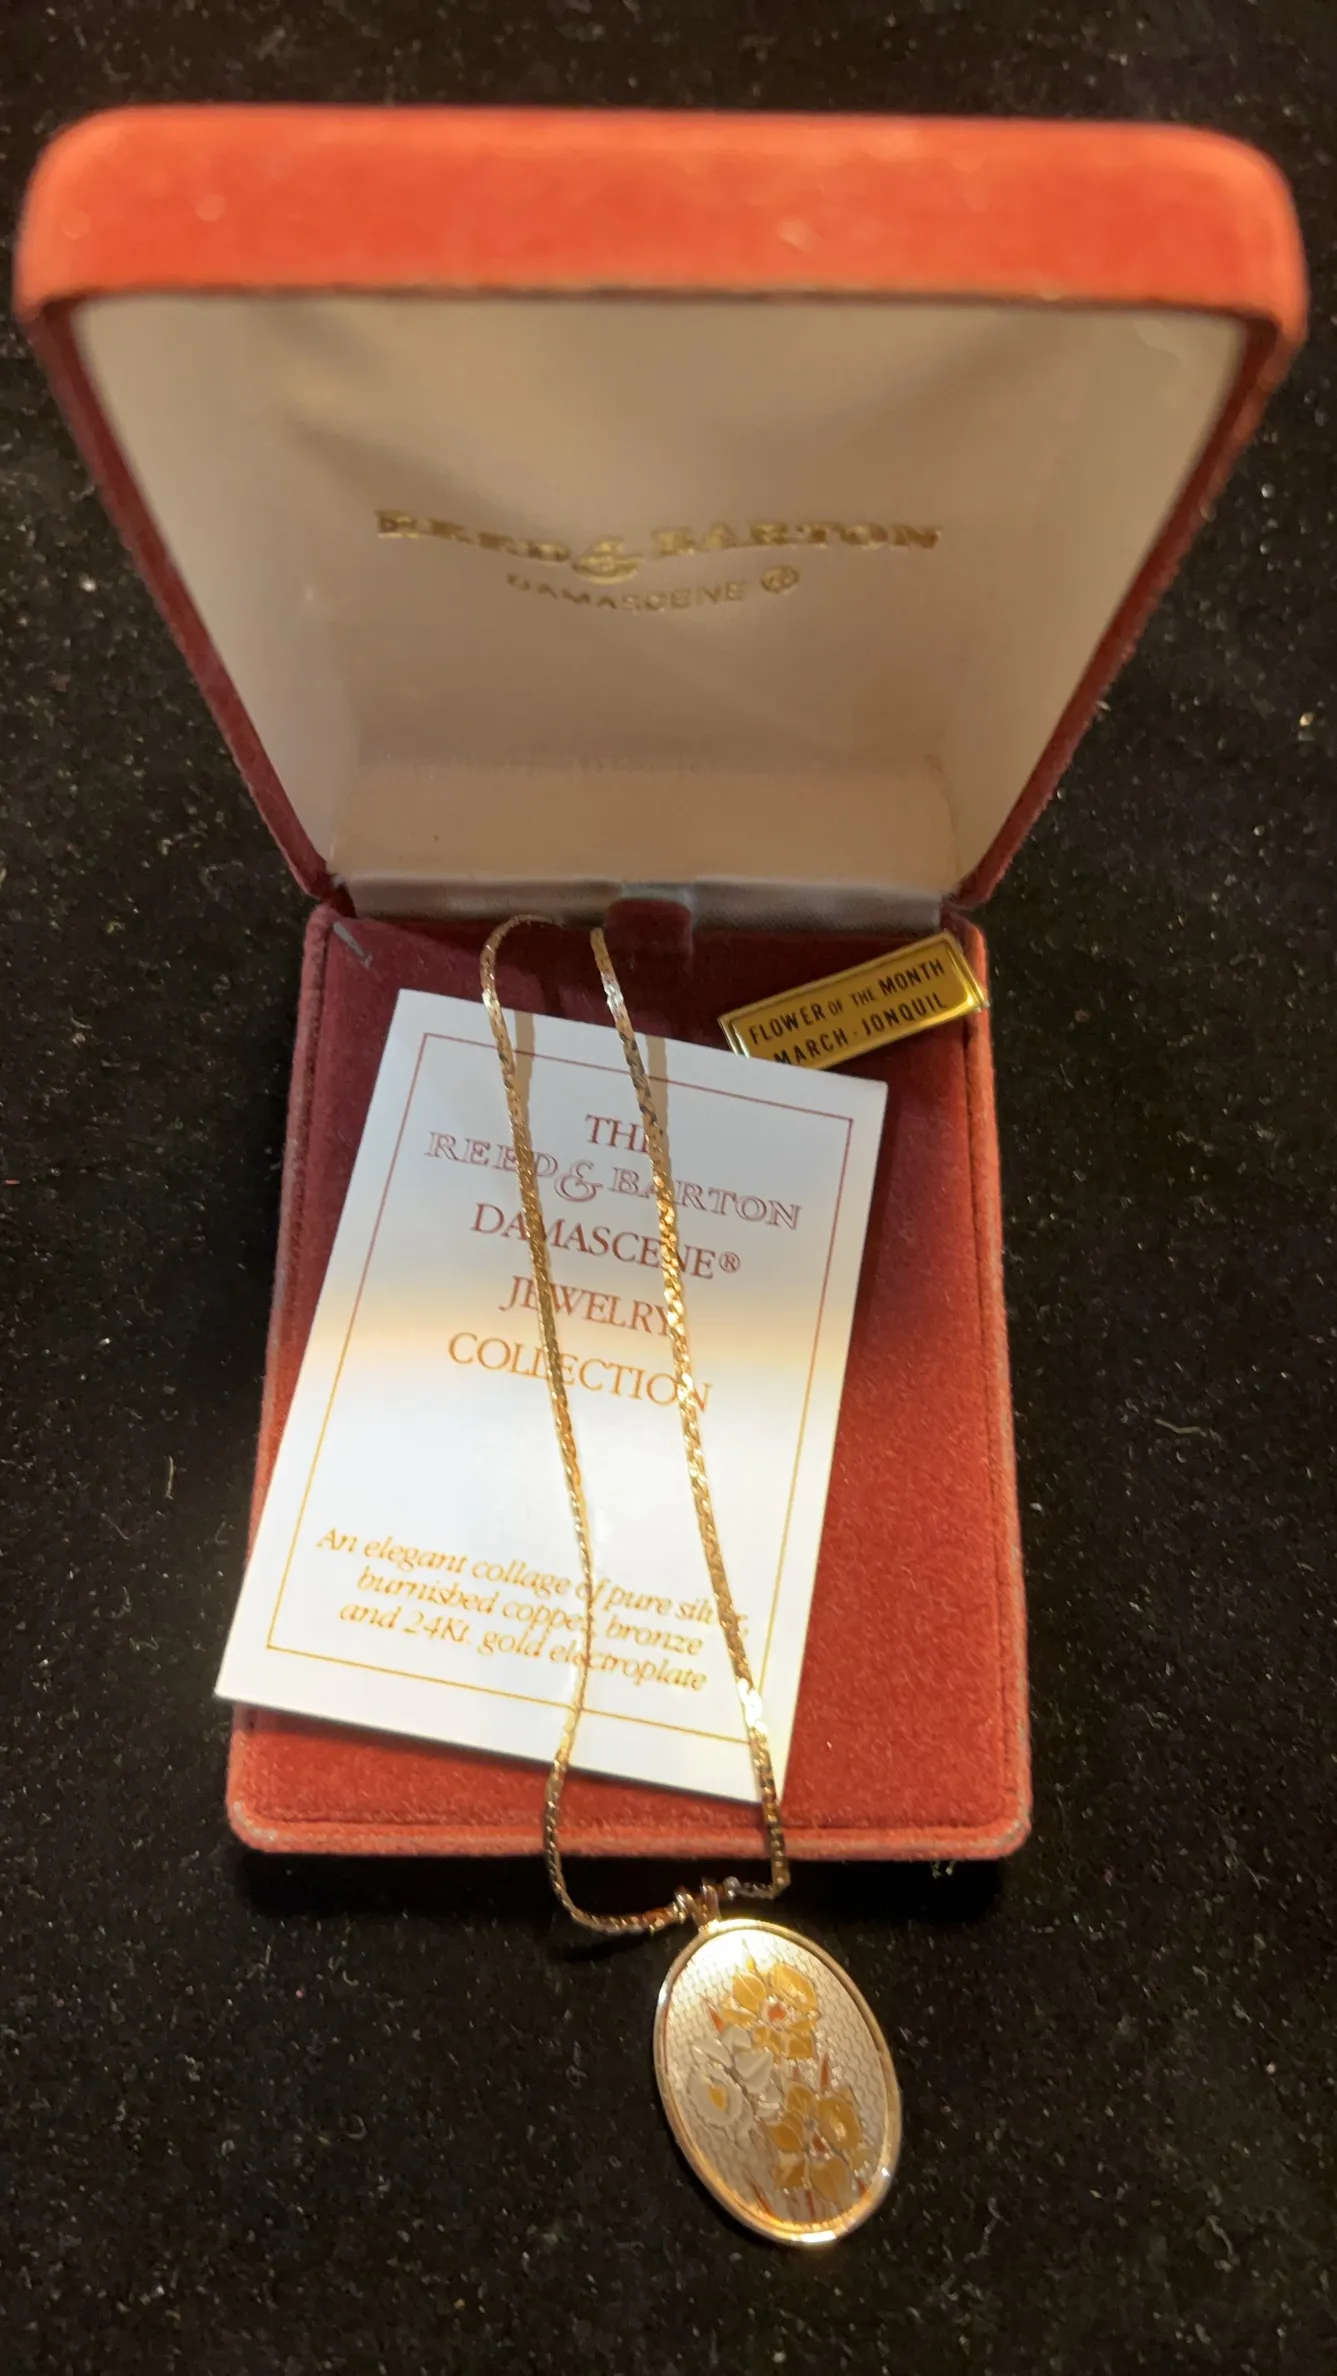 REED & BARTON
DAMASCENE ®
FLOWER OF THE MONTH
MARCH - JONQUIL
THE
REED & BARTON
DAMASCENE®
JEWELRY
COLLECTION
An elegant collage of pure silver,
burnished copper, bronze
and 24Kt. gold electroplate